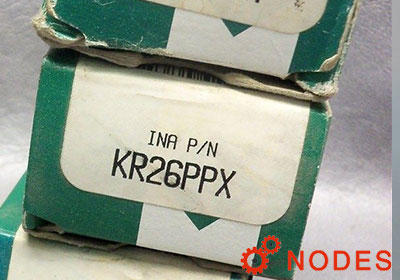 INA P/N
KR26PPX
NODES